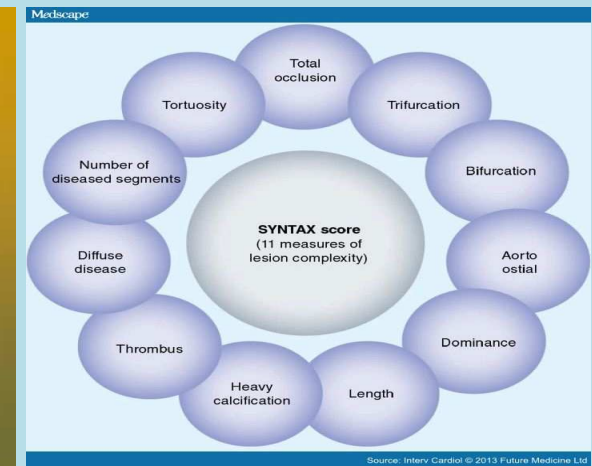 Medscape
Total
occlusion
Trifurcation
Bifurcation
Aorto
ostial
Dominance
Length
Heavy
calcification
Thrombus
Diffuse
disease
Number of
diseased segments
Tortuosity
SYNTAX score
(11 measures of
lesion complexity)
Source: Interv Cardiol © 2013 Future Medicine Ltd